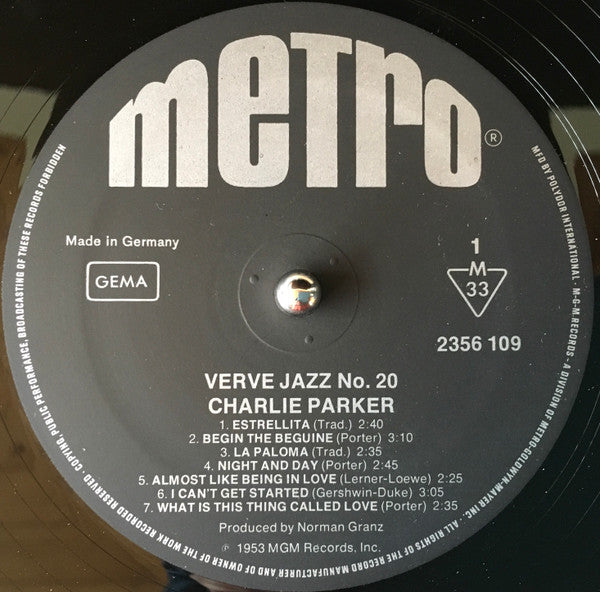 metro®
Made in Germany
GEMA
1
M
33
2356 109
VERVE JAZZ No. 20
CHARLIE PARKER
1. ESTRELLITA (Trad.) 2:40
2. BEGIN THE BEGUINE (Porter) 3:10
3. LA PALOMA (Trad.) 2:35
4. NIGHT AND DAY (Porter) 2:45
5. ALMOST LIKE BEING IN LOVE (Lerner-Loewe) 2:25
6. I CAN'T GET STARTED (Gershwin-Duke) 3:05
7. WHAT IS THIS THING CALLED LOVE (Porter) 2:35
Produced by Norman Granz
℗ 1953 MGM Records, Inc.
MFD BY POLYDOR INTERNATIONAL · M-G-M RECORDS · A DIVISION OF METRO-GOLDWYN-MAYER INC. · ALL RIGHTS OF THE RECORD MANUFACTURER AND OF OWNER OF THE WORK RECORDED RESERVED · COPYING, PUBLIC PERFORMANCE, BROADCASTING OF THESE RECORDS FORBIDDEN